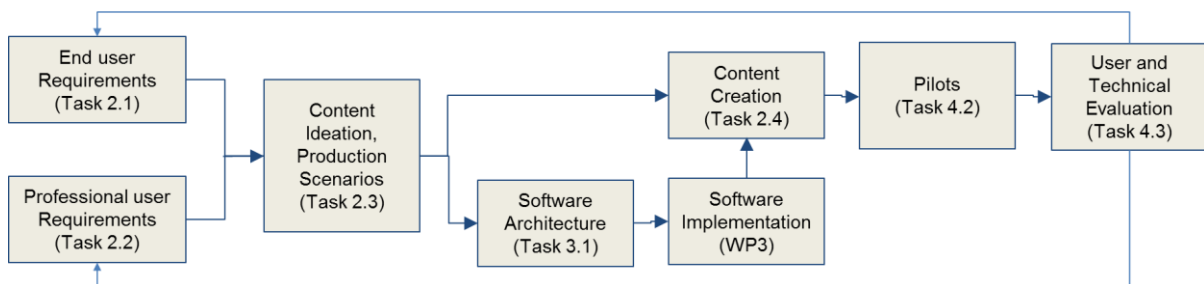 End user
Requirements
(Task 2.1)
Professional user
Requirements
(Task 2.2)
Content
Ideation,
Production
Scenarios
(Task 2.3)
Software
Architecture
(Task 3.1)
Software
Implementation
(WP3)
Content
Creation
(Task 2.4)
Pilots
(Task 4.2)
User and
Technical
Evaluation
(Task 4.3)